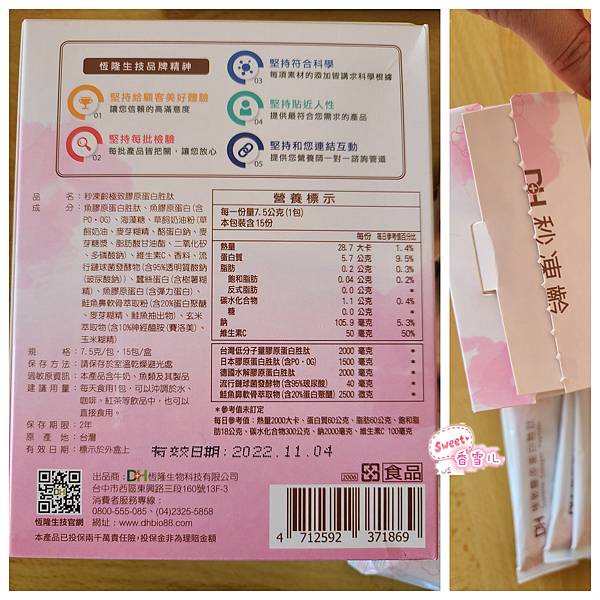 恆隆生技品牌精神
堅持給顧客美好體驗
01
讓您信賴的高滿意度
堅持每批檢驗
02
每批產品皆把關，讓您放心
堅持符合科學
03
每項素材的添加皆講求科學根據
堅持貼近人性
04
提供最符合您需求的產品
堅持和您連結互動
05
提供您營養師一對一諮詢管道
品名：秒凍齡極致膠原蛋白胜肽
成分：魚膠原蛋白胜肽、魚膠原蛋白(含
PO、OG)、海藻糖、草飼奶油粉(草
飼奶油、麥芽糊精、酪蛋白鈉、麥
芽糖漿、脂肪酸甘油酯、二氧化矽
、多磷酸鈉)、維生素C、香料、流
行鏈球菌發酵物(含95%透明質酸鈉
(玻尿酸鈉))、蠶絲蛋白(含樹薯糊
精)、魚膠原蛋白(含彈力蛋白)、
鮭魚鼻軟骨萃取粉(含20%蛋白聚醣
、麥芽糊精、鮭魚抽出物)、玄米
萃取物(含10%神經醯胺(賽洛美)、
玉米糊精)
規格：7.5克/包，15包/盒
保存方法：請保存於室溫乾燥避光處
過敏原資訊：本產品含牛奶、魚類及其製品
建議用量：每天食用1包，可以沖調於水、
咖啡、紅茶等飲品中，也可以
直接食用。
保存期限：2年
原產地：台灣
有效日期：標示於外盒上
營養標示
每一份量7.5公克(1包)
本包裝含15份
每份 每日參考值百分比
熱量 28.7 大卡 1.4%
蛋白質 5.7 公克 9.5%
脂肪 0.2 公克 0.3%
飽和脂肪 0.04 公克 0.2%
反式脂肪 0 公克 *
碳水化合物 1.1 公克 0.4%
糖 0 公克 *
鈉 105.9 毫克 5.3%
維生素C 50 毫克 50%
台灣低分子量膠原蛋白胜肽 2000 毫克 *
日本膠原蛋白胜肽(含PO、OG) 1500 毫克 *
德國水解膠原蛋白胜肽 2000 毫克 *
流行鏈球菌發酵物(含95%玻尿酸) 40 毫克 *
鮭魚鼻軟骨萃取物(含20%蛋白聚醣) 2500 微克 *
*參考值未訂定
每日參考值：熱量2000大卡、蛋白質60公克、脂肪60公克、飽和脂
肪18公克、碳水化合物300公克、鈉2000毫克、維生素C 100毫克
有效日期：2022.11.04
出品商：DH恆隆生物科技有限公司
台中市西區東興路三段160號13F-3
消費者服務專線：
0800-555-085、(04)2325-5858
恆隆生技官網
網址：www.dhbio88.com
本產品已投保兩千萬責任險，投保金非為理賠金額
2006
食品
4 712592 371869
DH 秒凍齡
Sweet
香雪儿